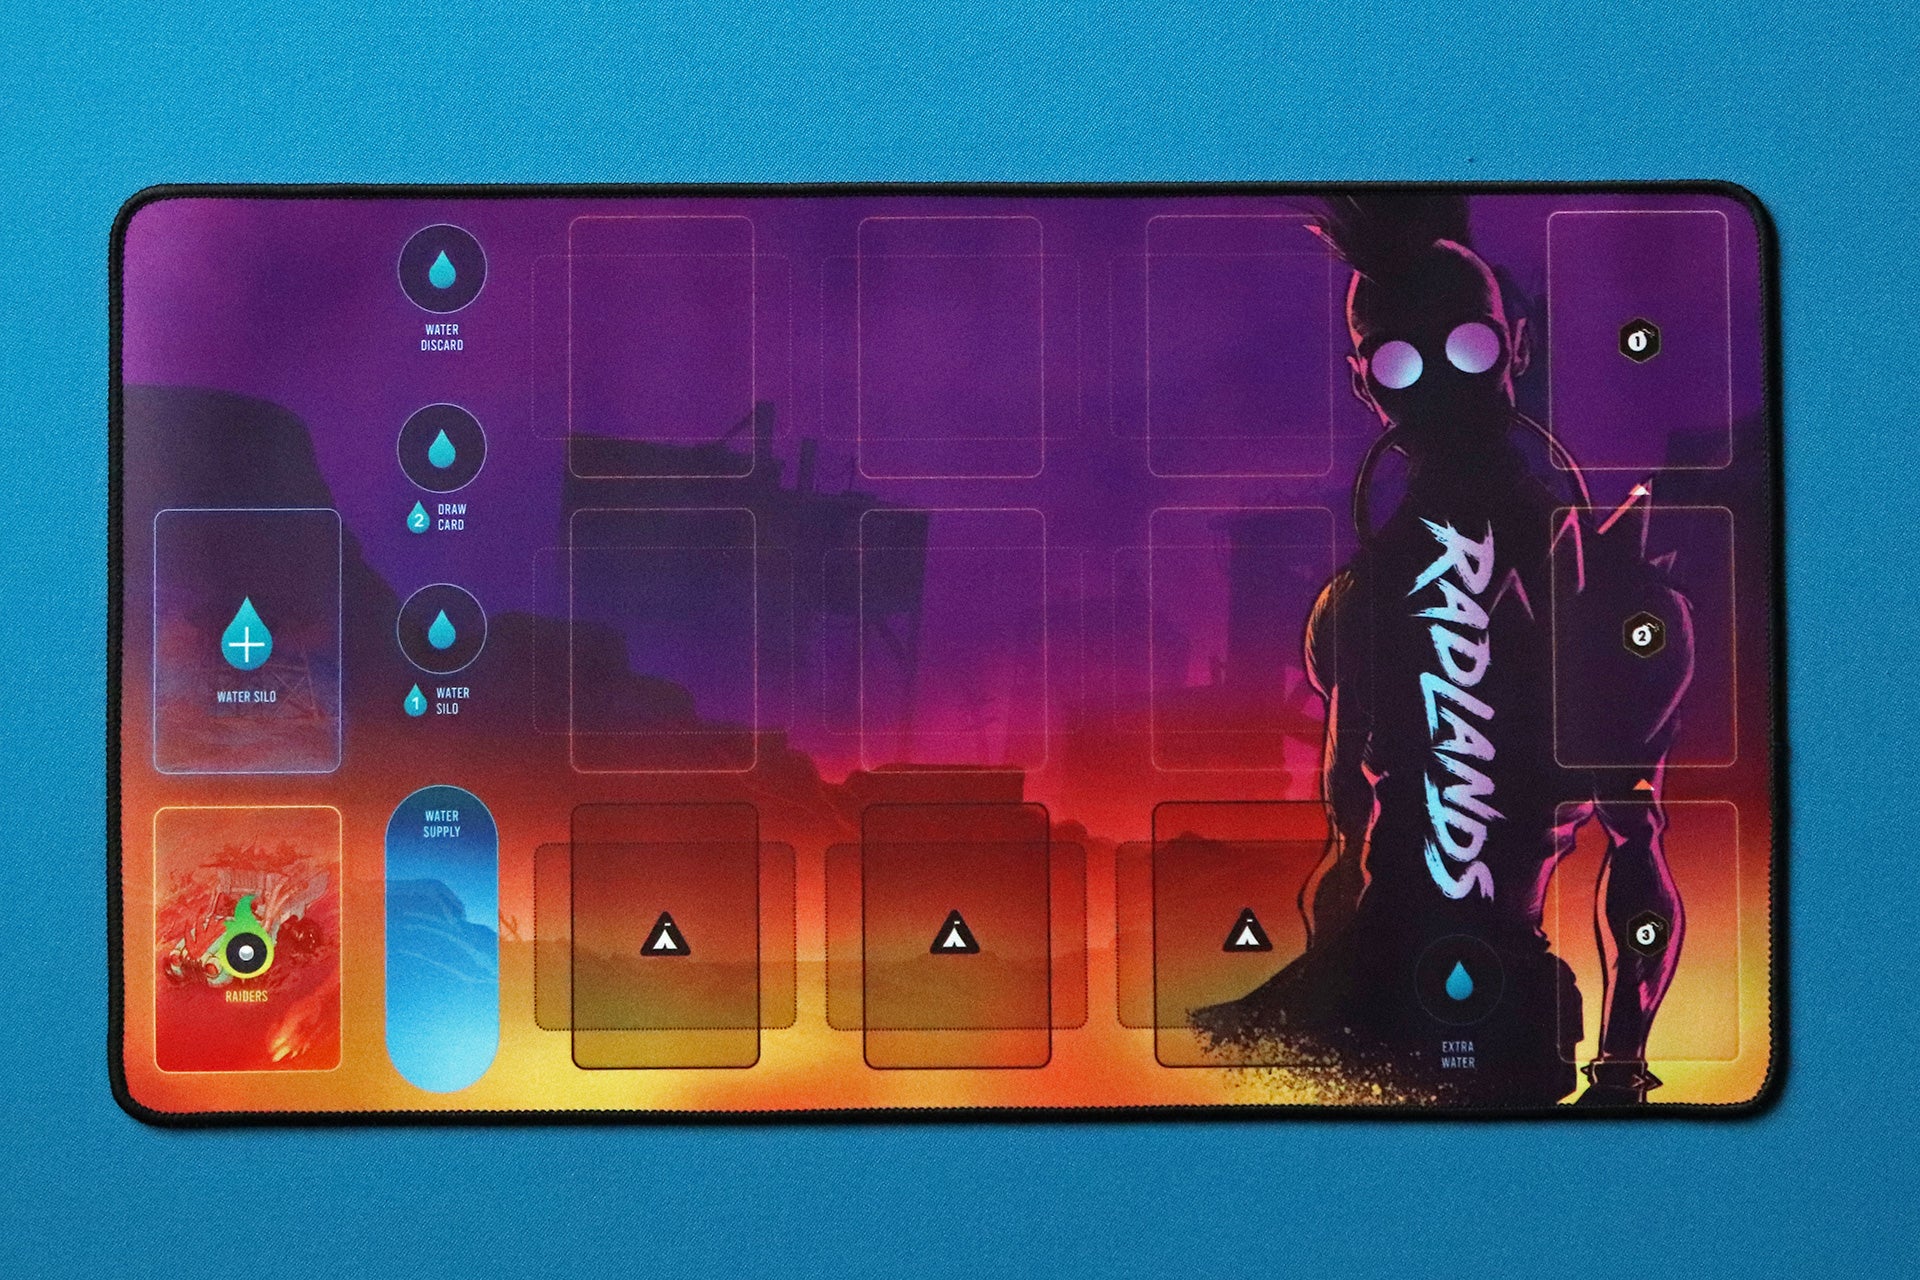 WATER
DISCARD
2
DRAW
CARD
1
WATER
SILO
WATER SILO
RAIDERS
WATER
SUPPLY
RADLANDS
EXTRA
WATER
1
2
3